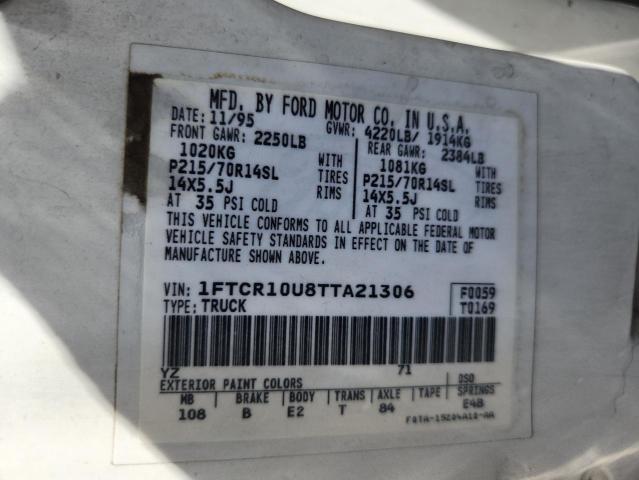 MFD. BY FORD MOTOR CO. IN U.S.A.
DATE: 11/95 GVWR: 4220LB/ 1914KG
FRONT GAWR: 2250LB REAR GAWR: 2384LB
1020KG WITH 1081KG WITH
P215/70R14SL TIRES P215/70R14SL TIRES
14X5.5J RIMS 14X5.5J RIMS
AT 35 PSI COLD AT 35 PSI COLD
THIS VEHICLE CONFORMS TO ALL APPLICABLE FEDERAL MOTOR
VEHICLE SAFETY STANDARDS IN EFFECT ON THE DATE OF
MANUFACTURE SHOWN ABOVE.
VIN: 1FTCR10U8TTA21306 F0059
TYPE: TRUCK T0169
YZ 71
EXTERIOR PAINT COLORS DSO
WB BRAKE BODY TRANS AXLE TAPE SPRINGS
108 B E2 T 84 E4B